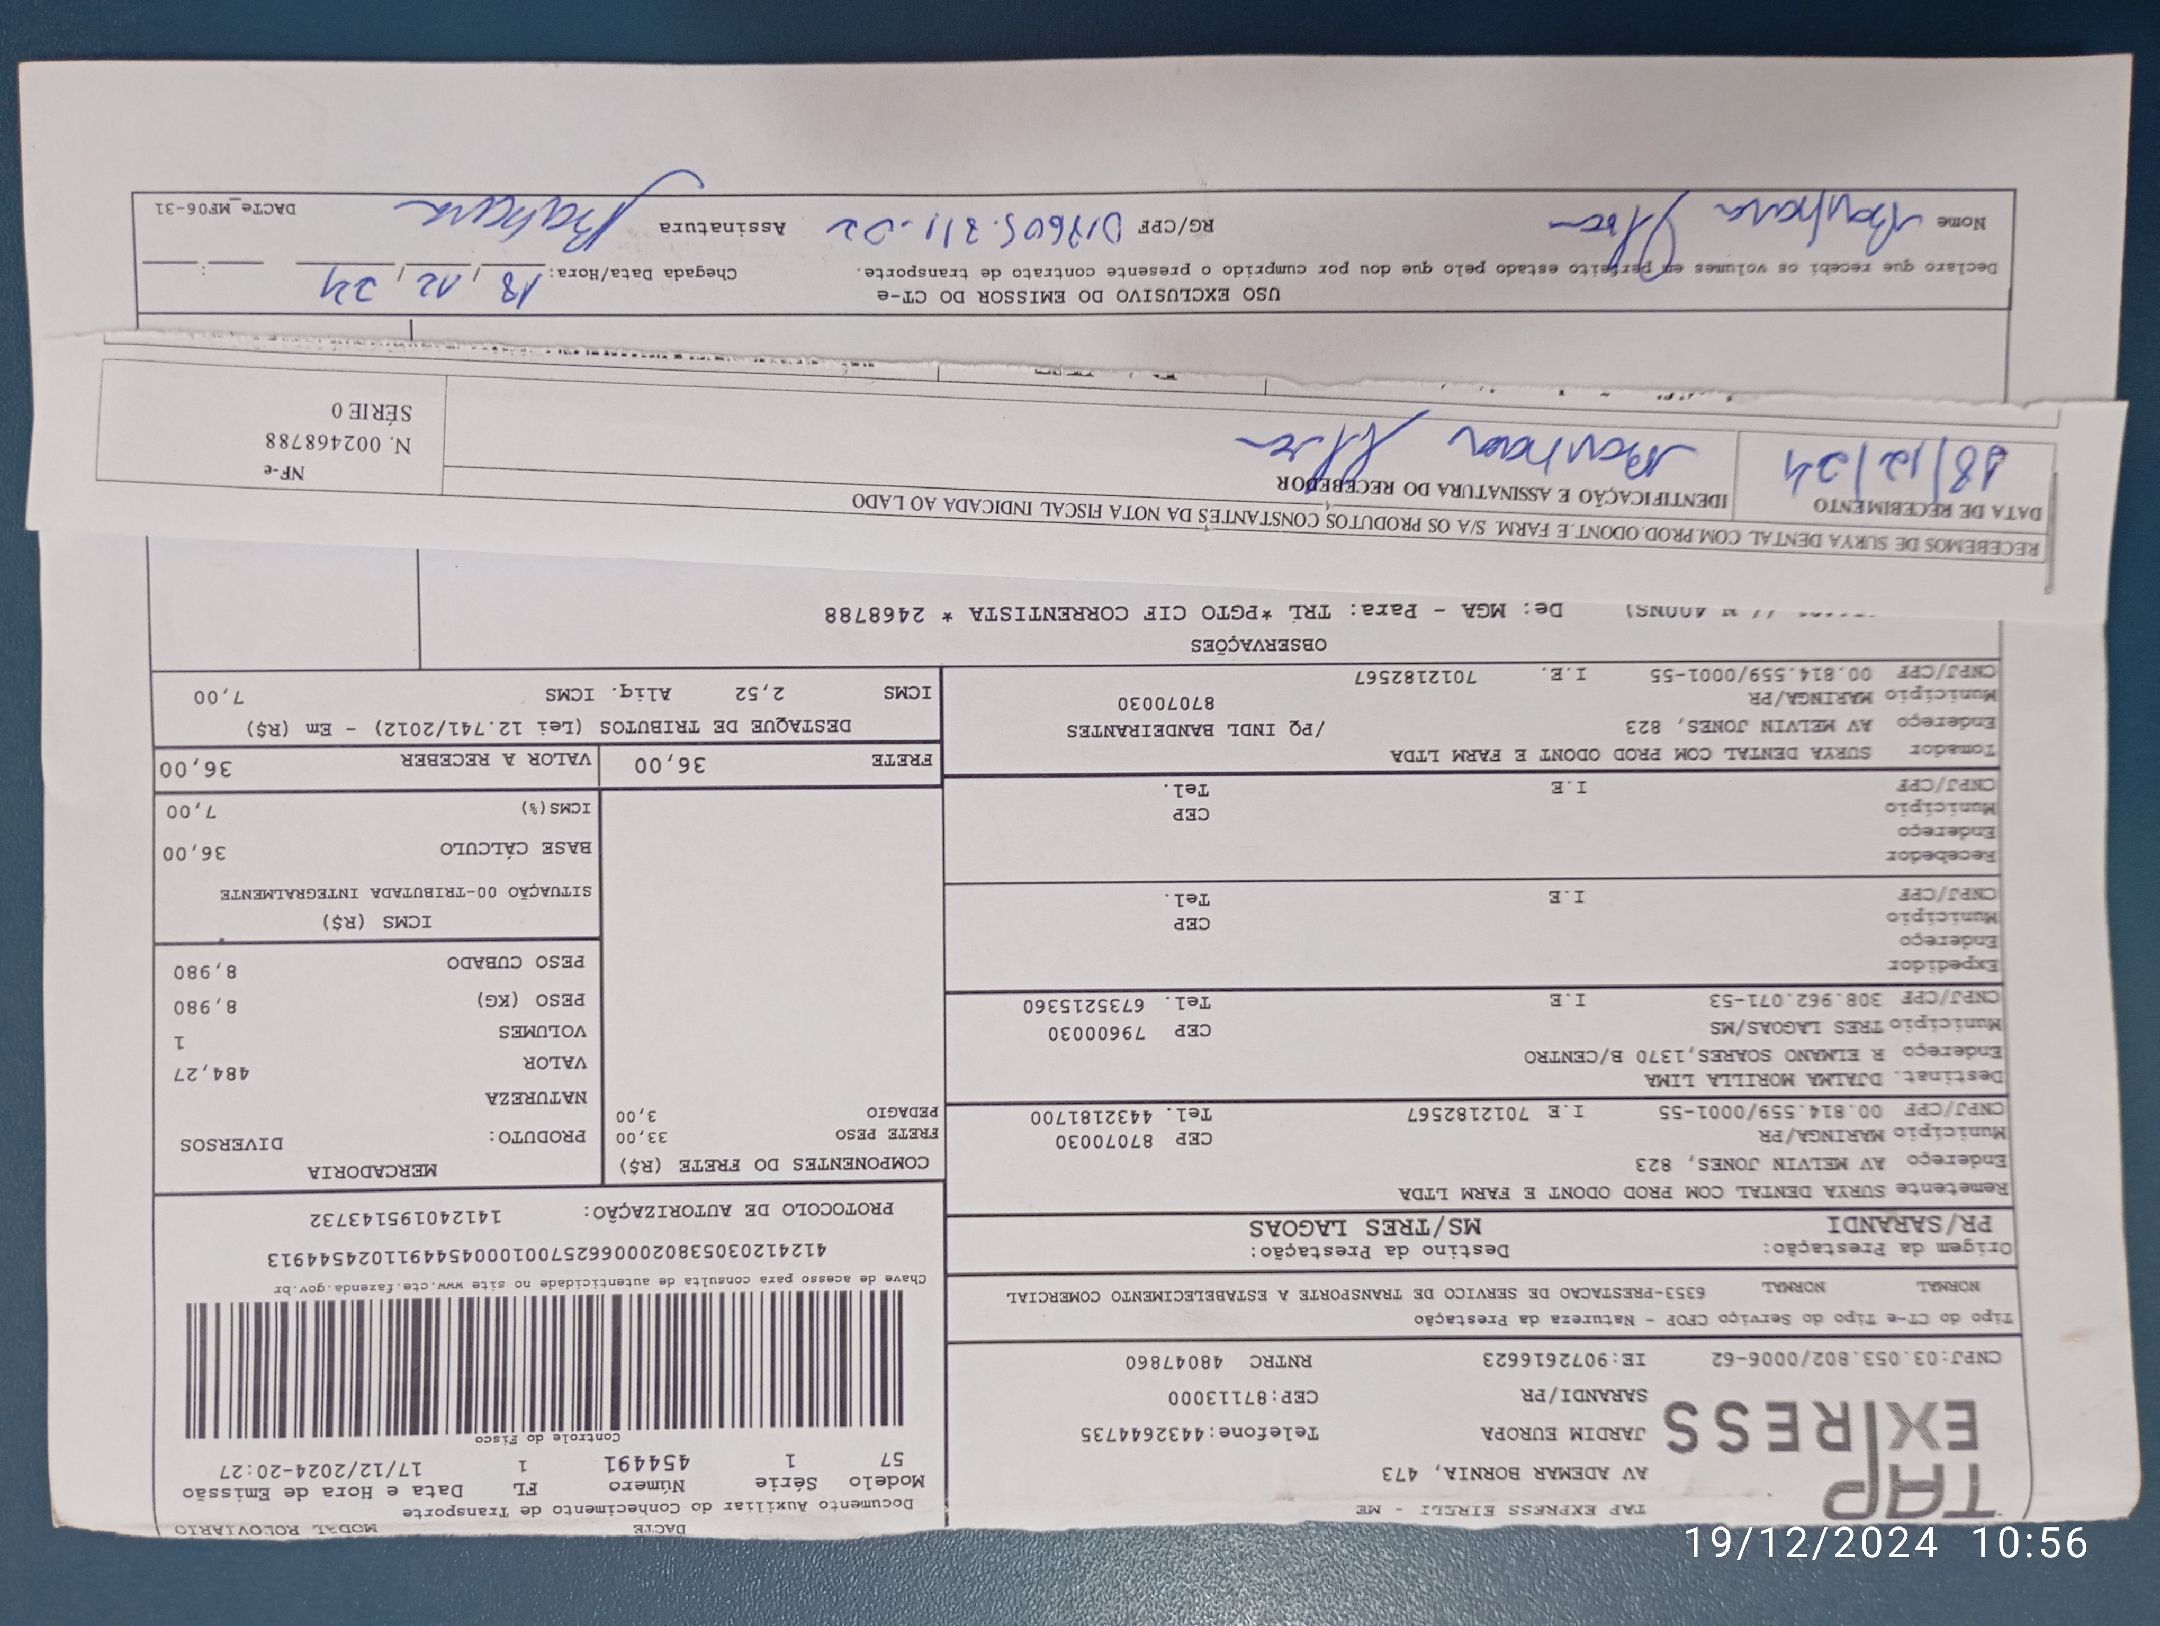 DACTE MODAL RODOVIÁRIO
Documento Auxiliar do Conhecimento de Transporte
Modelo Série Número FL Data e Hora de Emissão
57 1 454491 1 17/12/2024-20:27
Controle do Fisco
TAP
EXPRESS
TAP EXPRESS EIRELI - ME
AV ADEMAR BORNIA, 473
JARDIM EUROPA Telefone:4432644735
SARANDI/PR CEP:87113000
CNPJ:03.053.802/0006-62 IE:9072616623 RNTRC 48047860
Tipo do CT-e Tipo do Serviço CFOP - Natureza da Prestação
NORMAL NORMAL 6353-PRESTACAO DE SERVICO DE TRANSPORTE A ESTABELECIMENTO COMERCIAL
Chave de acesso para consulta de autenticidade no site www.cte.fazenda.gov.br
41241203053802000662570010004544911024544913
PROTOCOLO DE AUTORIZAÇÃO: 141240195143732
Origem da Prestação: Destino da Prestação:
PR/SARANDI MS/TRES LAGOAS
Remetente SURYA DENTAL COM PROD ODONT E FARM LTDA
Endereço AV MELVIN JONES, 823
Município MARINGA/PR CEP 87070030
CNPJ/CPF 00.814.559/0001-55 I.E 7012182567 Tel. 4432181700
Destinat. DJALMA MORILLA LIMA
Endereço R ELMANO SOARES,1370 B/CENTRO
Município TRES LAGOAS/MS CEP 79600030
CNPJ/CPF 308.962.071-53 I.E Tel. 6735215360
Expedidor
Endereço
Município CEP
CNPJ/CPF I.E Tel.
Recebedor
Endereço
Município CEP
CNPJ/CPF I.E Tel.
Tomador SURYA DENTAL COM PROD ODONT E FARM LTDA
Endereço AV MELVIN JONES, 823 /PQ INDL BANDEIRANTES
Município MARINGA/PR 87070030
CNPJ/CPF 00.814.559/0001-55 I.E. 7012182567
COMPONENTES DO FRETE (R$)
FRETE PESO 33,00
PEDAGIO 3,00
MERCADORIA
PRODUTO: DIVERSOS
NATUREZA
VALOR 484,27
VOLUMES 1
PESO (KG) 8,980
PESO CUBADO 8,980
ICMS (R$)
SITUAÇÃO 00-TRIBUTADA INTEGRALMENTE
BASE CÁLCULO 36,00
ICMS(%) 7,00
FRETE 36,00 VALOR A RECEBER 36,00
DESTAQUE DE TRIBUTOS (Lei 12.741/2012) - Em (R$)
ICMS 2,52 Aliq. ICMS 7,00
OBSERVAÇÕES
De: MGA - Para: TRL *PGTO CIF CORRENTISTA * 2468788
RECEBEMOS DE SURYA DENTAL COM.PROD.ODONT.E FARM. S/A OS PRODUTOS CONSTANTES DA NOTA FISCAL INDICADA AO LADO
DATA DE RECEBIMENTO IDENTIFICAÇÃO E ASSINATURA DO RECEBEDOR
18/12/24
NF-e
N. 002468788
SÉRIE 0
USO EXCLUSIVO DO EMISSOR DO CT-e
Declaro que recebi os volumes em perfeito estado pelo que dou por cumprido o presente contrato de transporte. Chegada Data/Hora: 18/12/24 :
Nome RG/CPF Assinatura
DACTe_MF06-31
19/12/2024 10:56